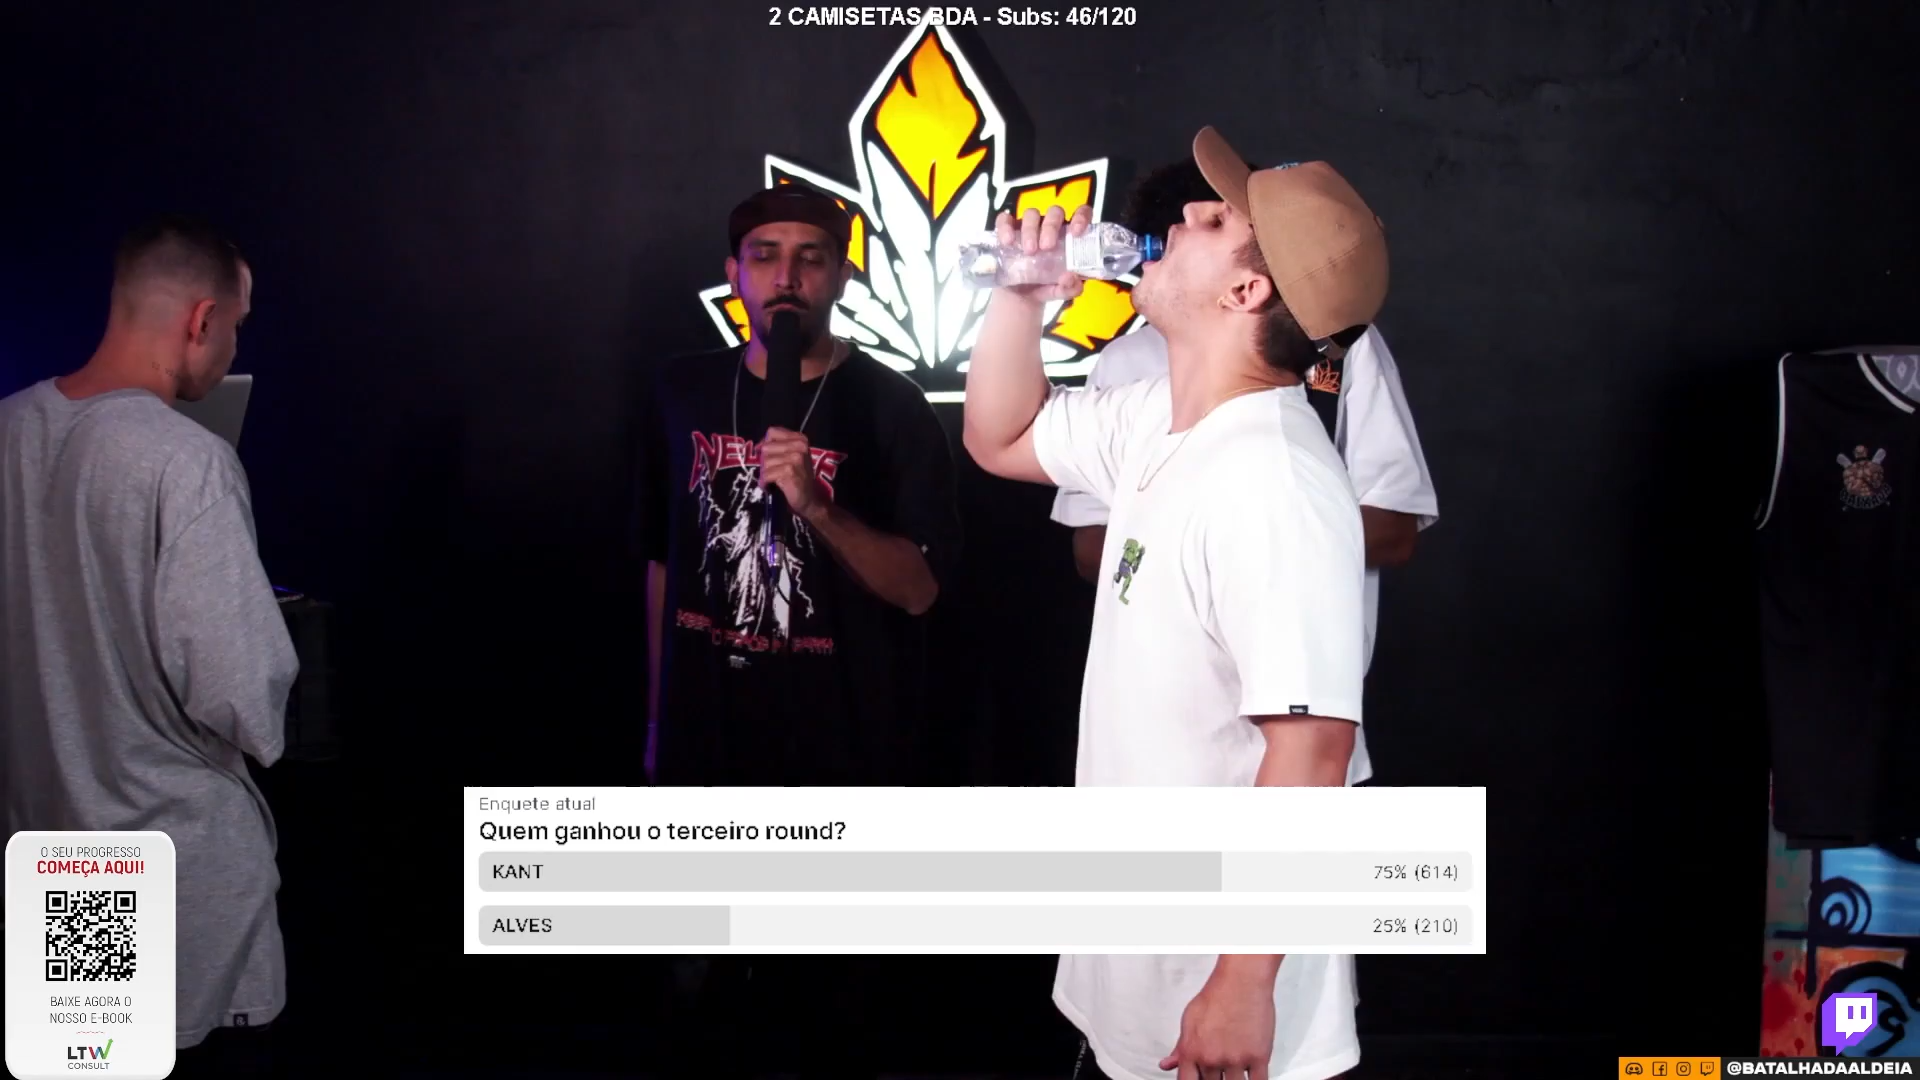 2 CAMISETAS BDA - Subs: 46/120
Enquete atual
Quem ganhou o terceiro round?
KANT 75% (614)
ALVES 25% (210)
O SEU PROGRESSO
COMEÇA AQUI!
BAIXE AGORA O
NOSSO E-BOOK
LTW
CONSULT
@BATALHADAALDEIA